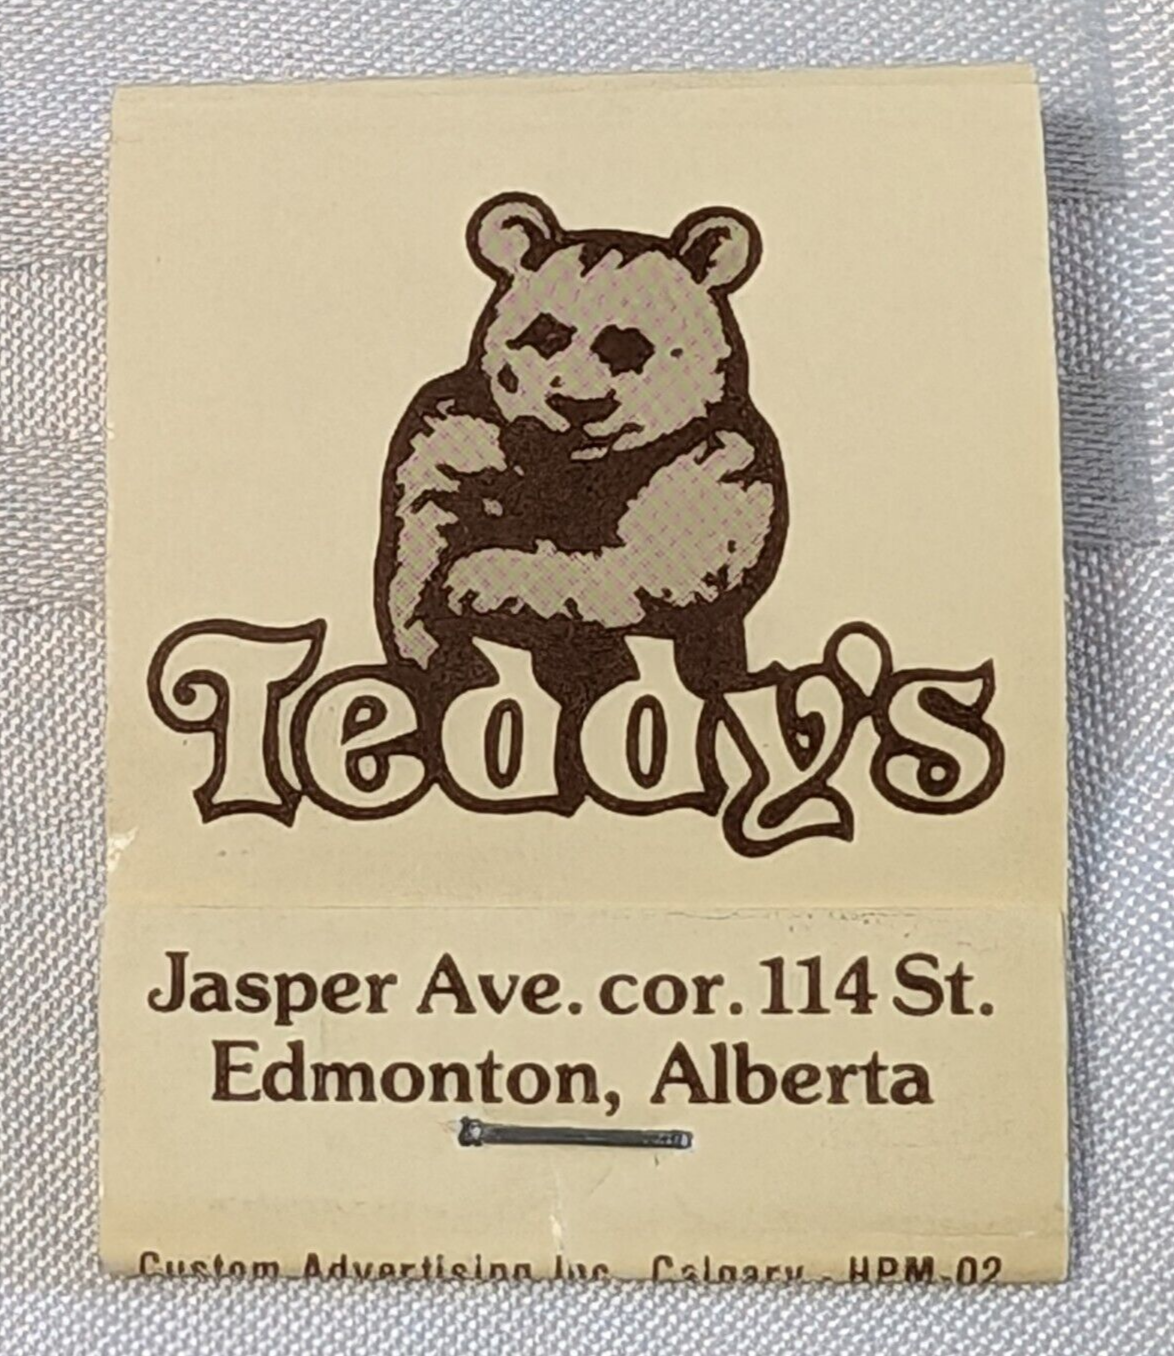 Teddy's
Jasper Ave. cor. 114 St.
Edmonton, Alberta
Custom Advertising Inc. Calgary - HPM-02